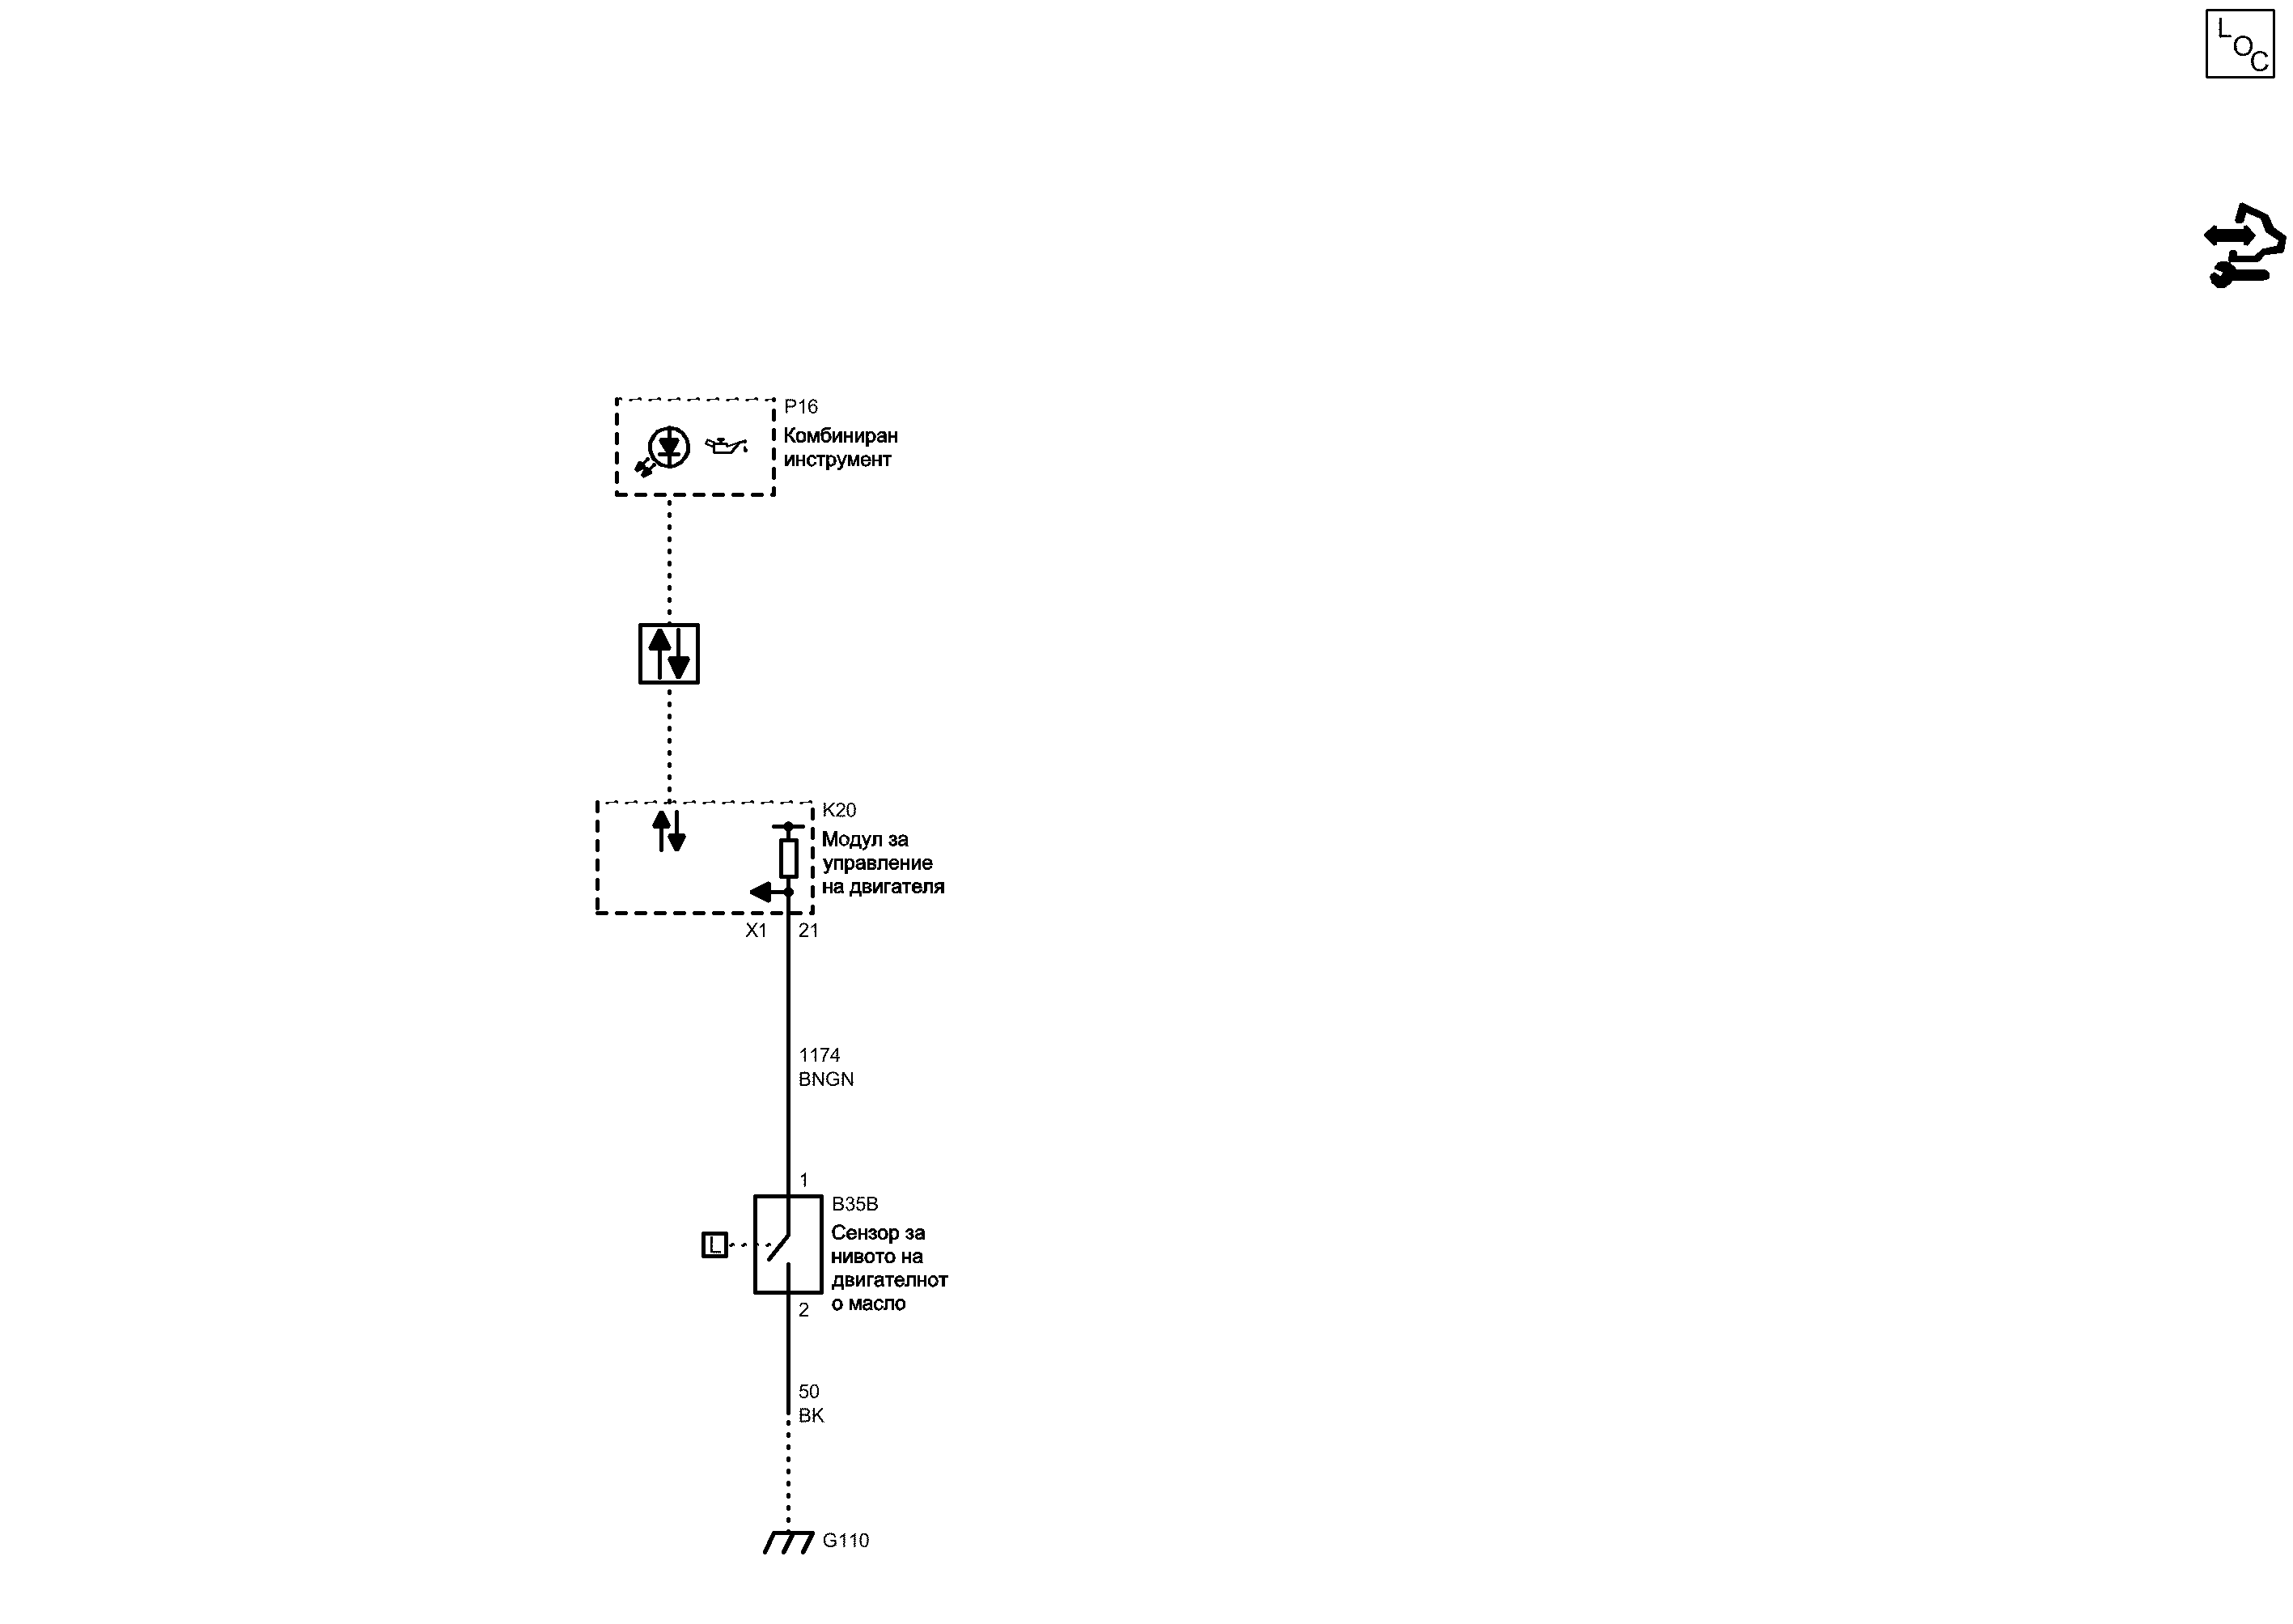 LOC
P16
Комбиниран
инструмент
K20
Модул за
управление
на двигателя
X1 21
1174
BNGN
1
B35B
L
Сензор за
нивото на
двигателнот
о масло
2
50
BK
G110